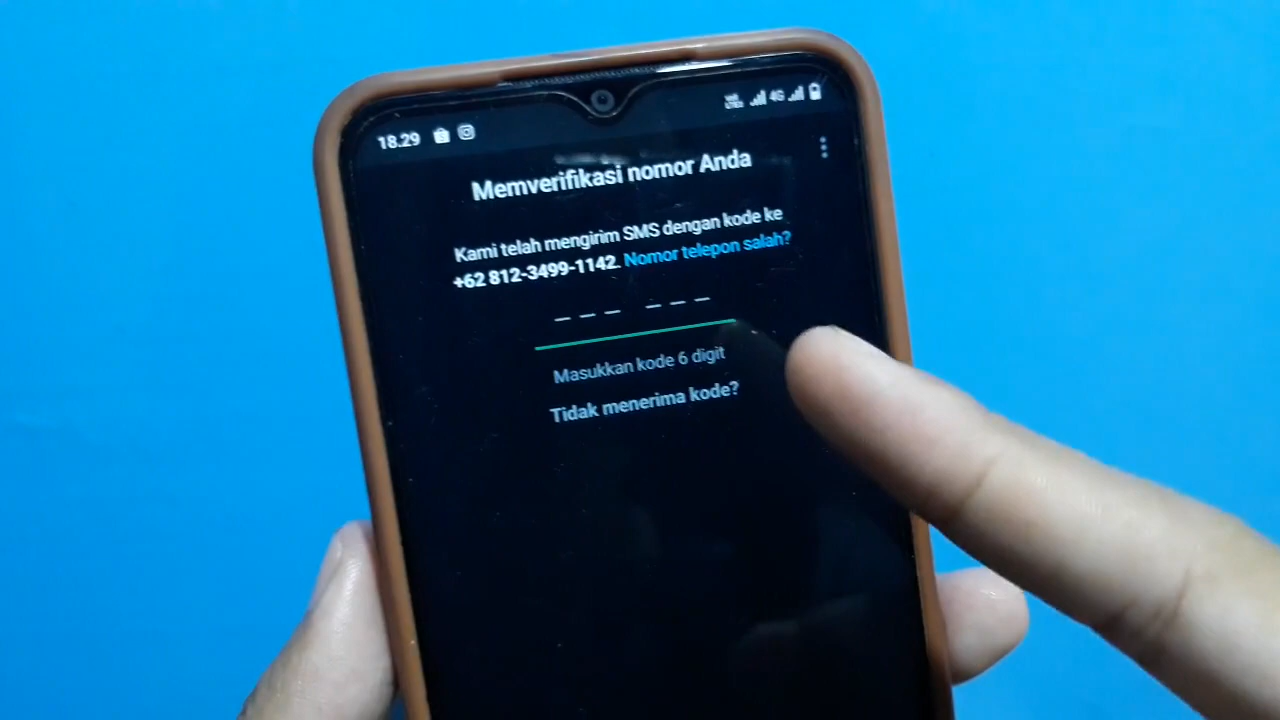 18.29 4G
Memverifikasi nomor Anda
Kami telah mengirim SMS dengan kode ke
+62 812-3499-1142. Nomor telepon salah?
Masukkan kode 6 digit
Tidak menerima kode?